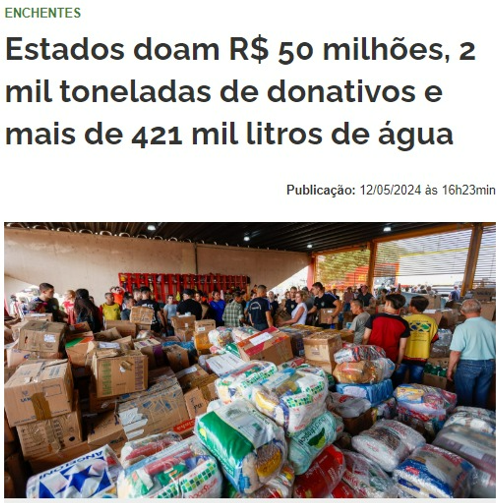 ENCHENTES
Estados doam R$ 50 milhões, 2
mil toneladas de donativos e
mais de 421 mil litros de água
Publicação: 12/05/2024 às 16h23min